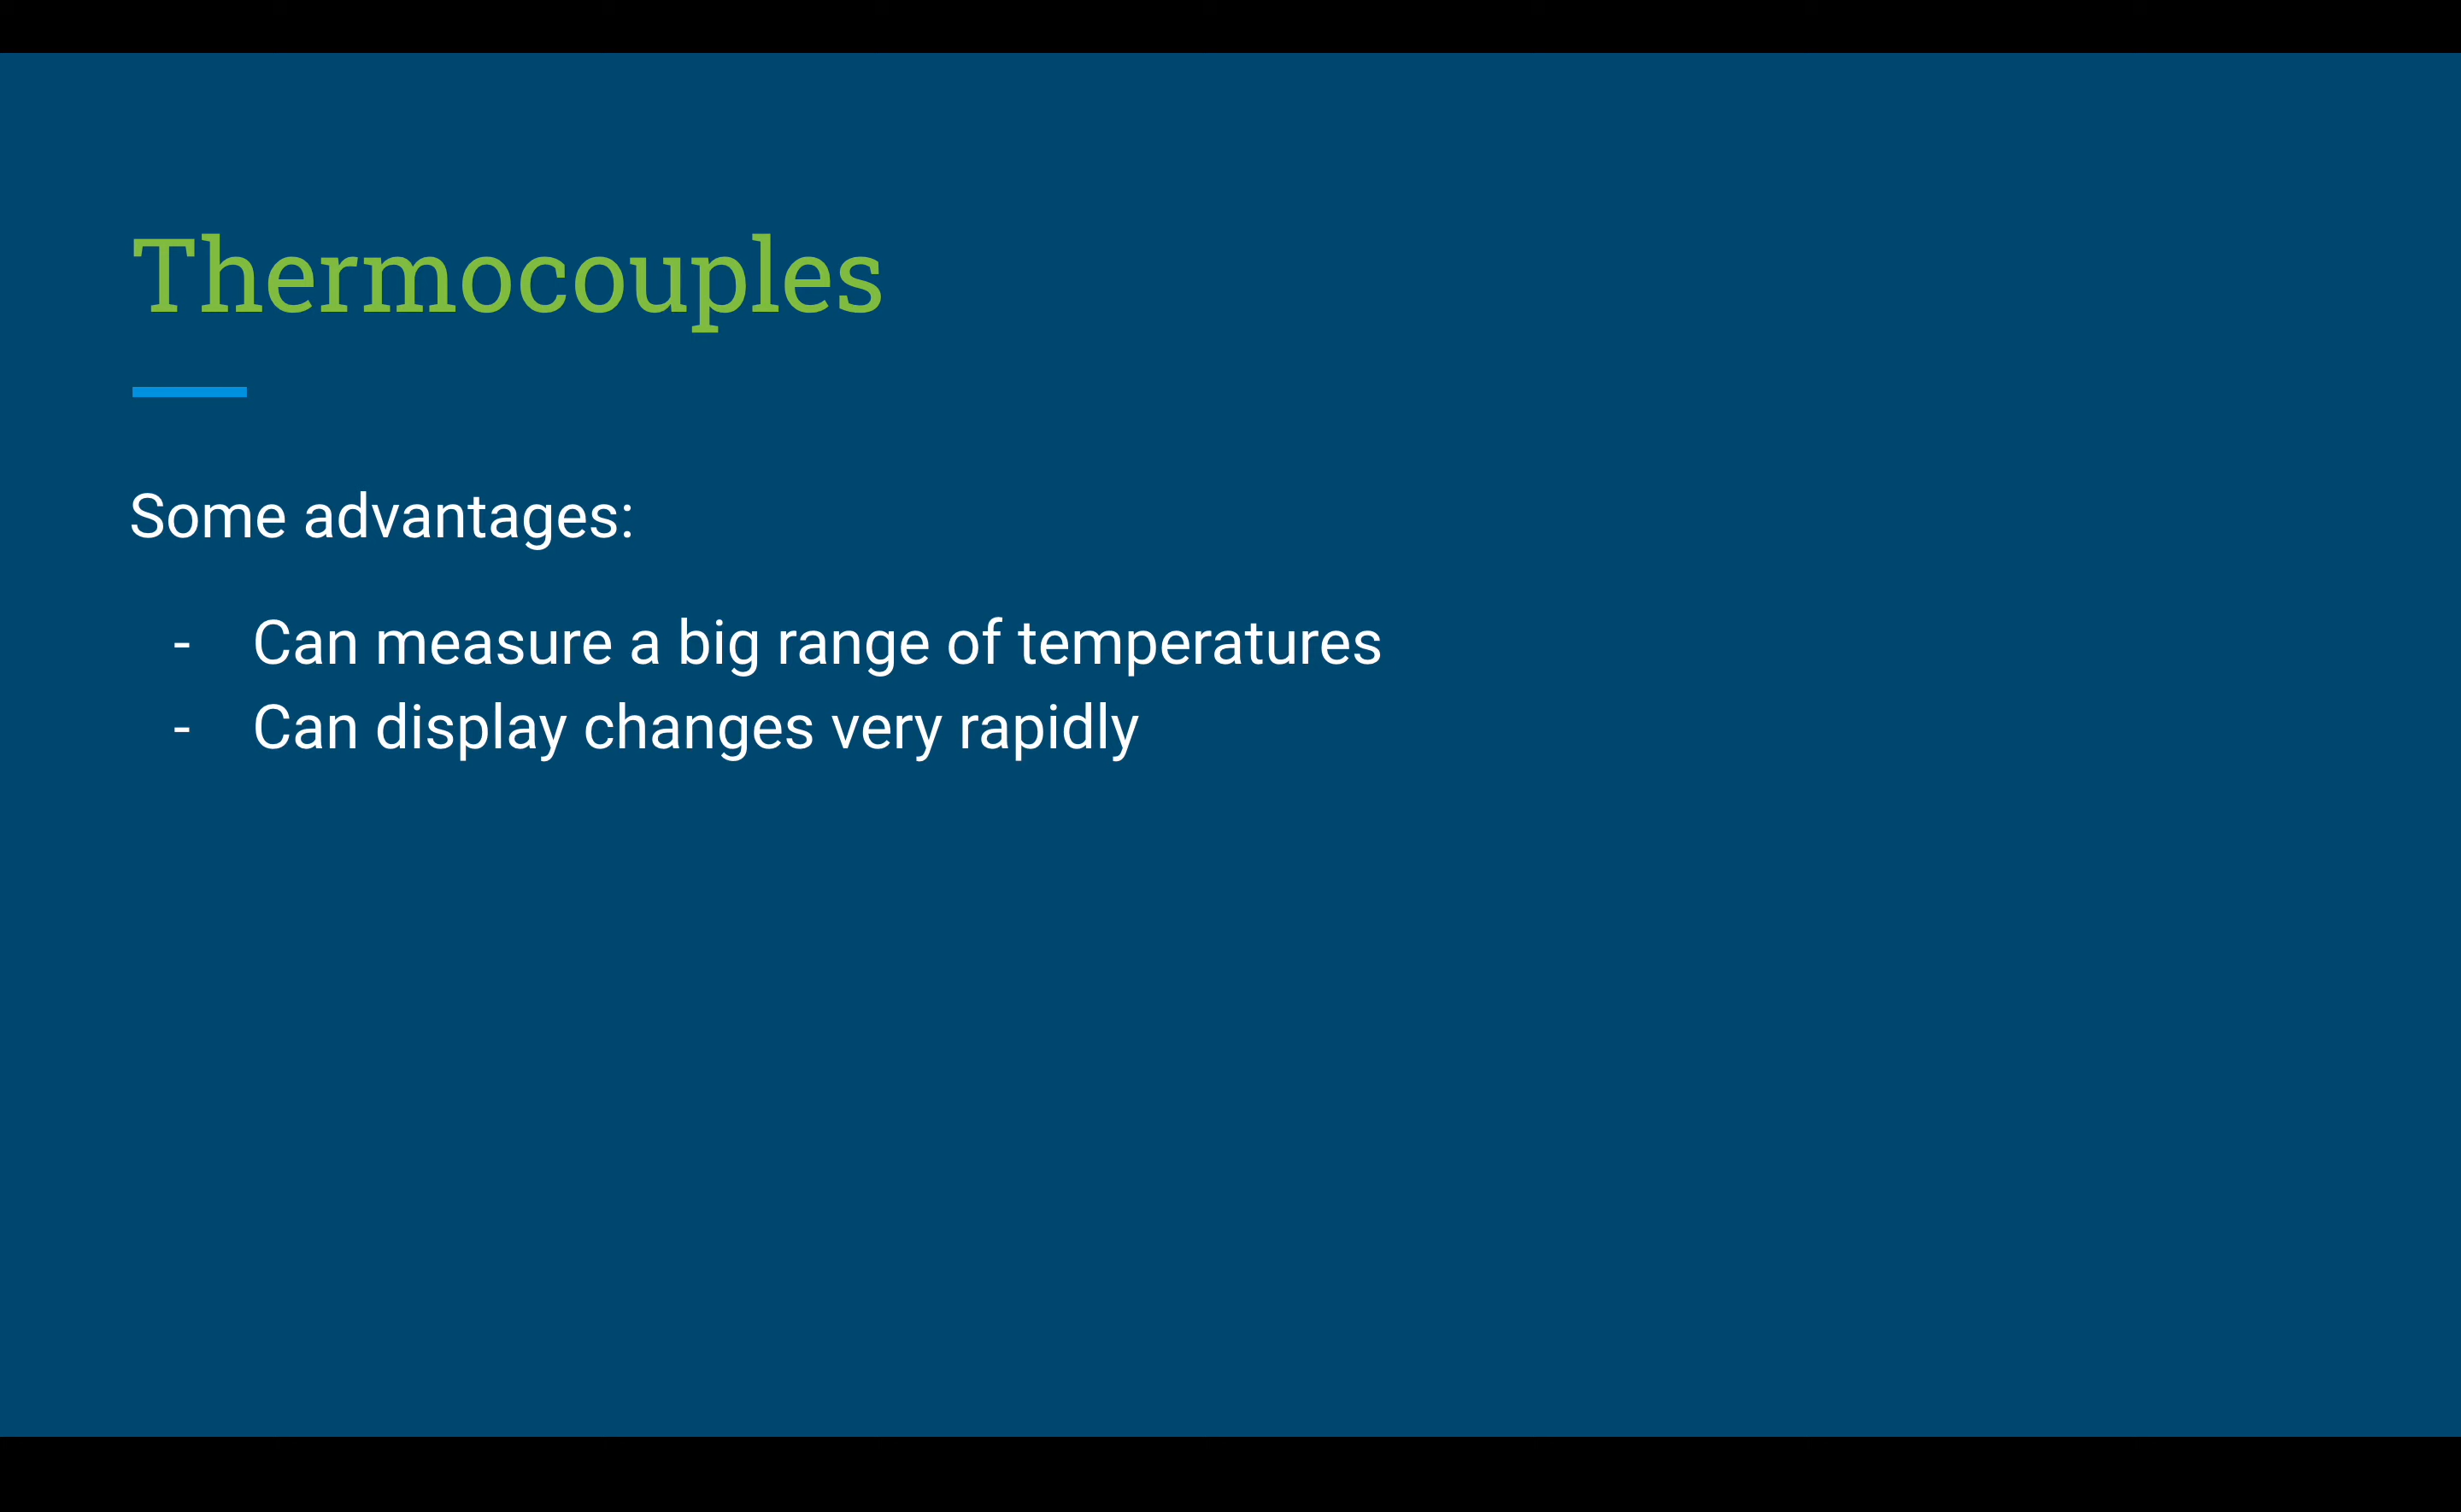 Thermocouples
Some advantages:
- Can measure a big range of temperatures
- Can display changes very rapidly